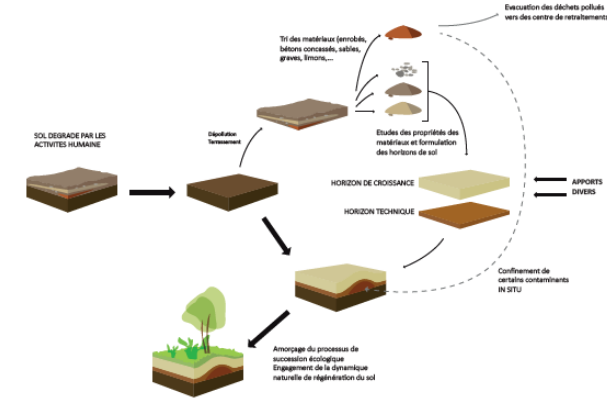 Evacuation des déchets pollués
vers des centre de retraitements
Tri des matériaux (enrobés,
bétons concassés, sables,
graves, limons,...
SOL DEGRADE PAR LES
ACTIVITES HUMAINE
Dépollution
Terrassement
Etudes des propriétés des
matériaux et formulation
des horizons de sol
HORIZON DE CROISSANCE
APPORTS
DIVERS
HORIZON TECHNIQUE
Confinement de
certains contaminants
IN SITU
Amorçage du processus de
succession écologique
Engagement de la dynamique
naturelle de régénération du sol